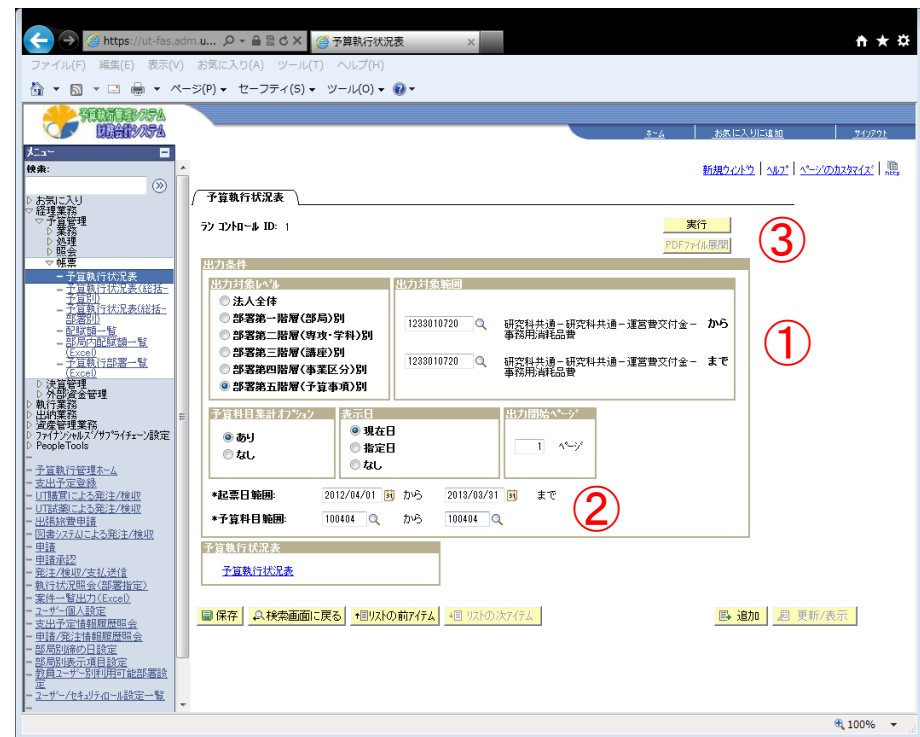 https://ut-fas.adm.u... 予算執行状況表
ファイル(F) 編集(E) 表示(V) お気に入り(A) ツール(T) ヘルプ(H)
ページ(P) セーフティ(S) ツール(O)
予算執行管理システム
財務会計システム
ホーム お気に入りに追加 サインアウト
メニュー
検索:
お気に入り
経理業務
予算管理
業務
処理
照会
帳票
予算執行状況表
予算執行状況表(総括-予算別)
予算執行状況表(総括-部署別)
配賦額一覧
部局内配賦額一覧(Excel)
予算執行部署一覧(Excel)
決算管理
外部資金管理
執行業務
出納業務
資産管理業務
ファイナンシャルズ/サプライチェーン設定
PeopleTools
予算執行管理ホーム
支出予定登録
UT購買による発注/検収
UT試薬による発注/検収
出張旅費申請
図書システムによる発注/検収
申請
申請承認
発注/検収/支払送信
執行状況照会(部署指定)
案件一覧出力(Excel)
ユーザー個人設定
支出予定情報履歴照会
申請/発注情報履歴照会
部局別締め日設定
部局別表示項目設定
教員ユーザー別利用可能部署設定
ユーザー/セキュリティロール設定一覧
新規ウィンドウ ヘルプ ページのカスタマイズ http
予算執行状況表
ラン コントロール ID: 1
実行
PDFファイル展開
③
出力条件
出力対象レベル
法人全体
部署第一階層(部局)別
部署第二階層(専攻・学科)別
部署第三階層(講座)別
部署第四階層(事業区分)別
部署第五階層(予算事項)別
出力対象範囲
1233010720 研究科共通-研究科共通-運営費交付金-事務用消耗品費 から
1233010720 研究科共通-研究科共通-運営費交付金-事務用消耗品費 まで
①
予算科目集計オプション
あり
なし
表示日
現在日
指定日
なし
出力開始ページ
1 ページ
*起票日範囲: 2012/04/01 から 2013/03/31 まで
*予算科目範囲: 100404 から 100404
②
予算執行状況表
予算執行状況表
保存 検索画面に戻る リストの前アイテム リストの次アイテム 追加 更新/表示
100%